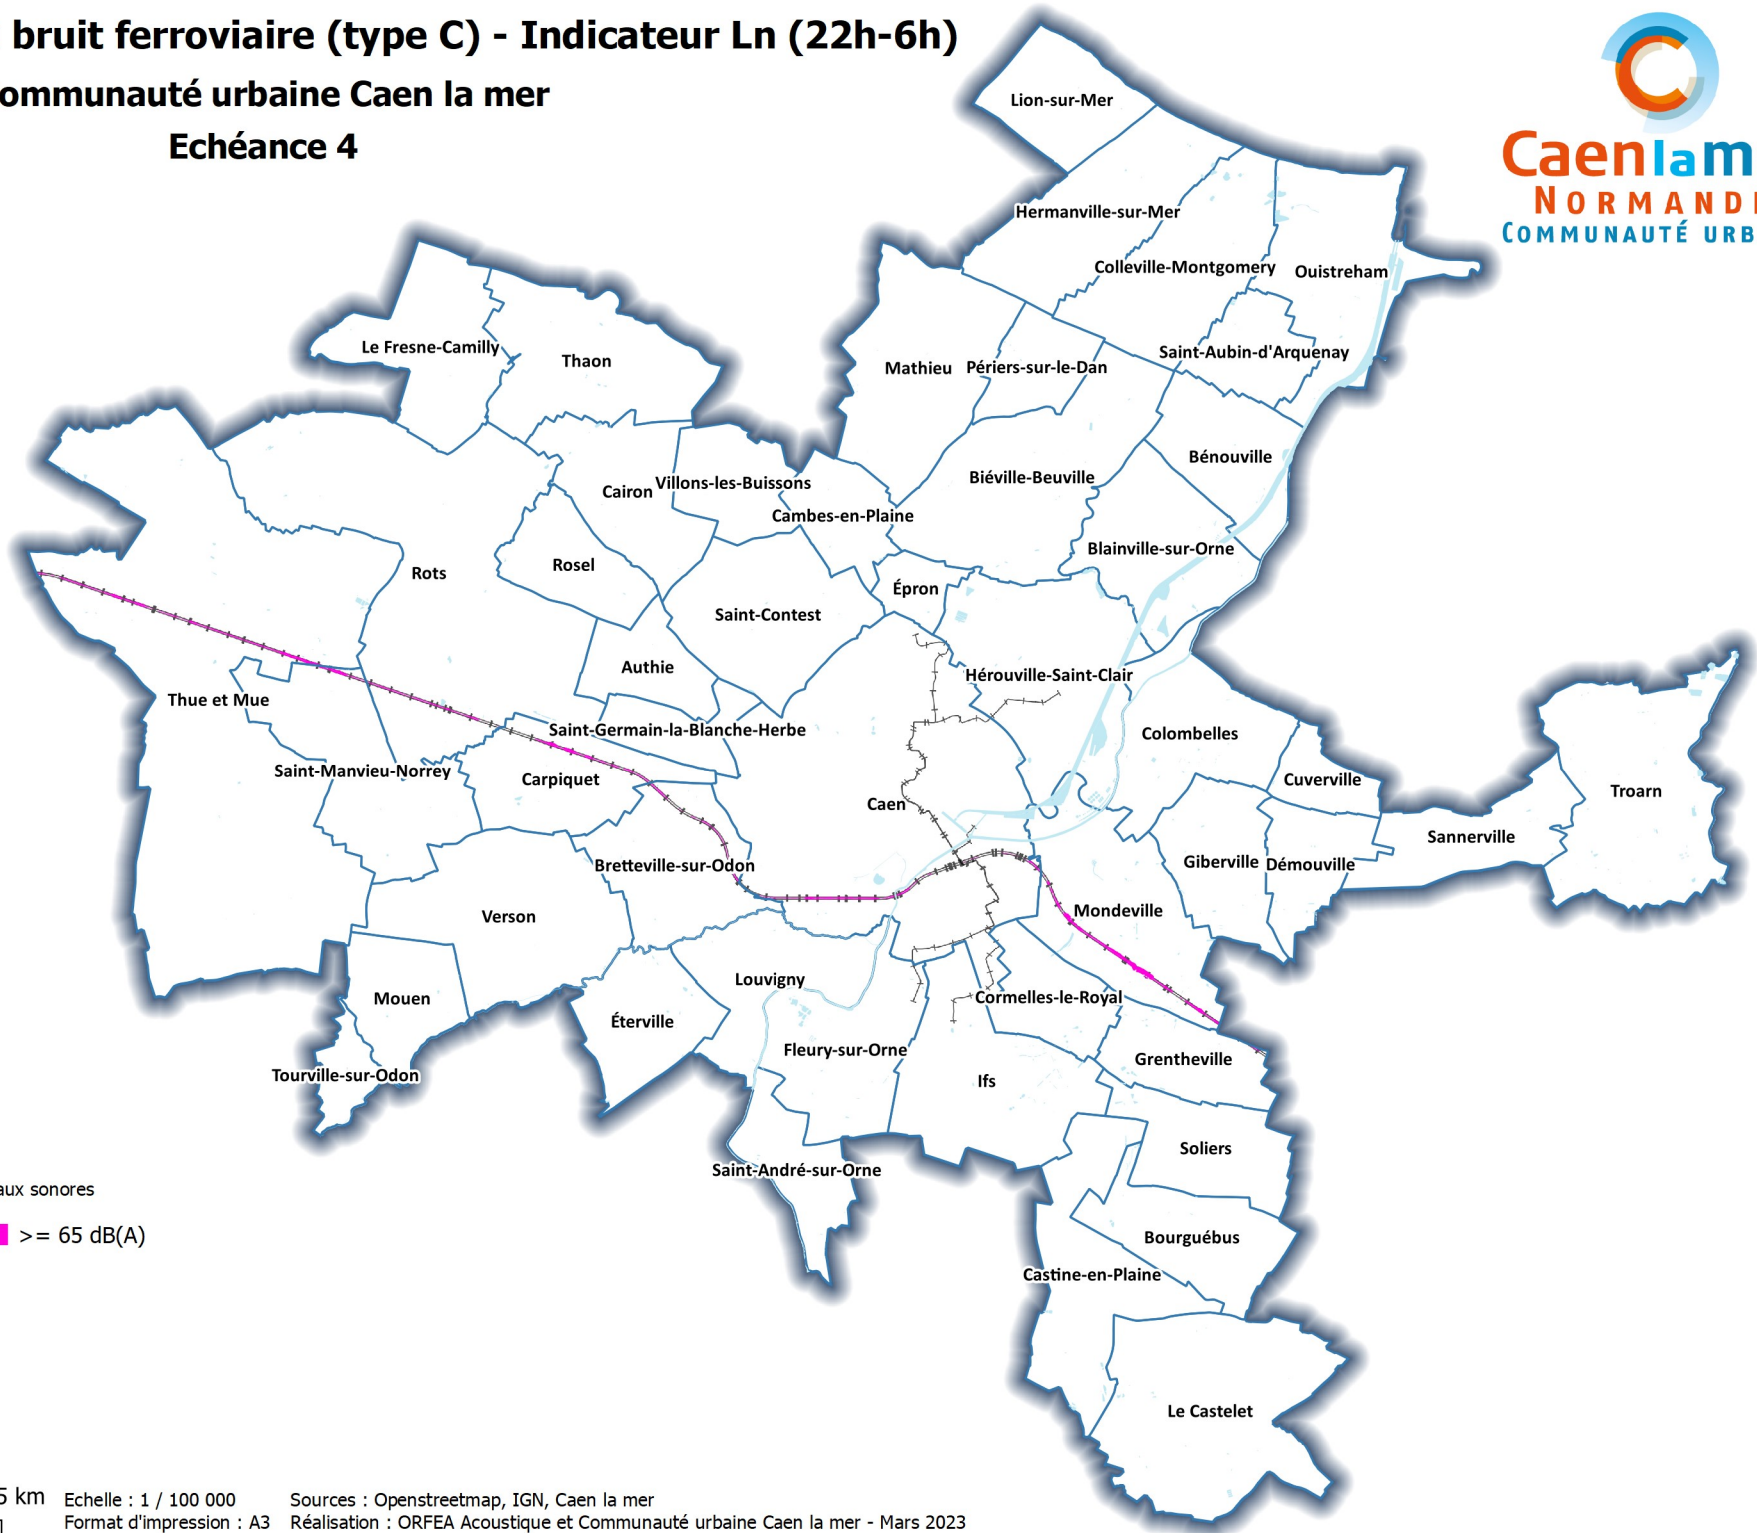 bruit ferroviaire (type C) - Indicateur Ln (22h-6h)
ommunauté urbaine Caen la mer
Echéance 4
Caenlam
NORMANDI
COMMUNAUTÉ URB
Lion-sur-Mer
Hermanville-sur-Mer
Colleville-Montgomery
Ouistreham
Le Fresne-Camilly
Thaon
Mathieu
Périers-sur-le-Dan
Saint-Aubin-d'Arquenay
Bénouville
Biéville-Beuville
Cairon
Villons-les-Buissons
Cambes-en-Plaine
Blainville-sur-Orne
Rots
Rosel
Épron
Saint-Contest
Authie
Hérouville-Saint-Clair
Thue et Mue
Saint-Germain-la-Blanche-Herbe
Colombelles
Saint-Manvieu-Norrey
Carpiquet
Cuverville
Troarn
Caen
Sannerville
Bretteville-sur-Odon
Giberville
Démouville
Verson
Mondeville
Louvigny
Mouen
Cormelles-le-Royal
Éterville
Fleury-sur-Orne
Grentheville
Tourville-sur-Odon
Ifs
Soliers
Saint-André-sur-Orne
aux sonores
>= 65 dB(A)
Bourguébus
Castine-en-Plaine
Le Castelet
5 km
Echelle : 1 / 100 000
Sources : Openstreetmap, IGN, Caen la mer
Format d'impression : A3
Réalisation : ORFEA Acoustique et Communauté urbaine Caen la mer - Mars 2023